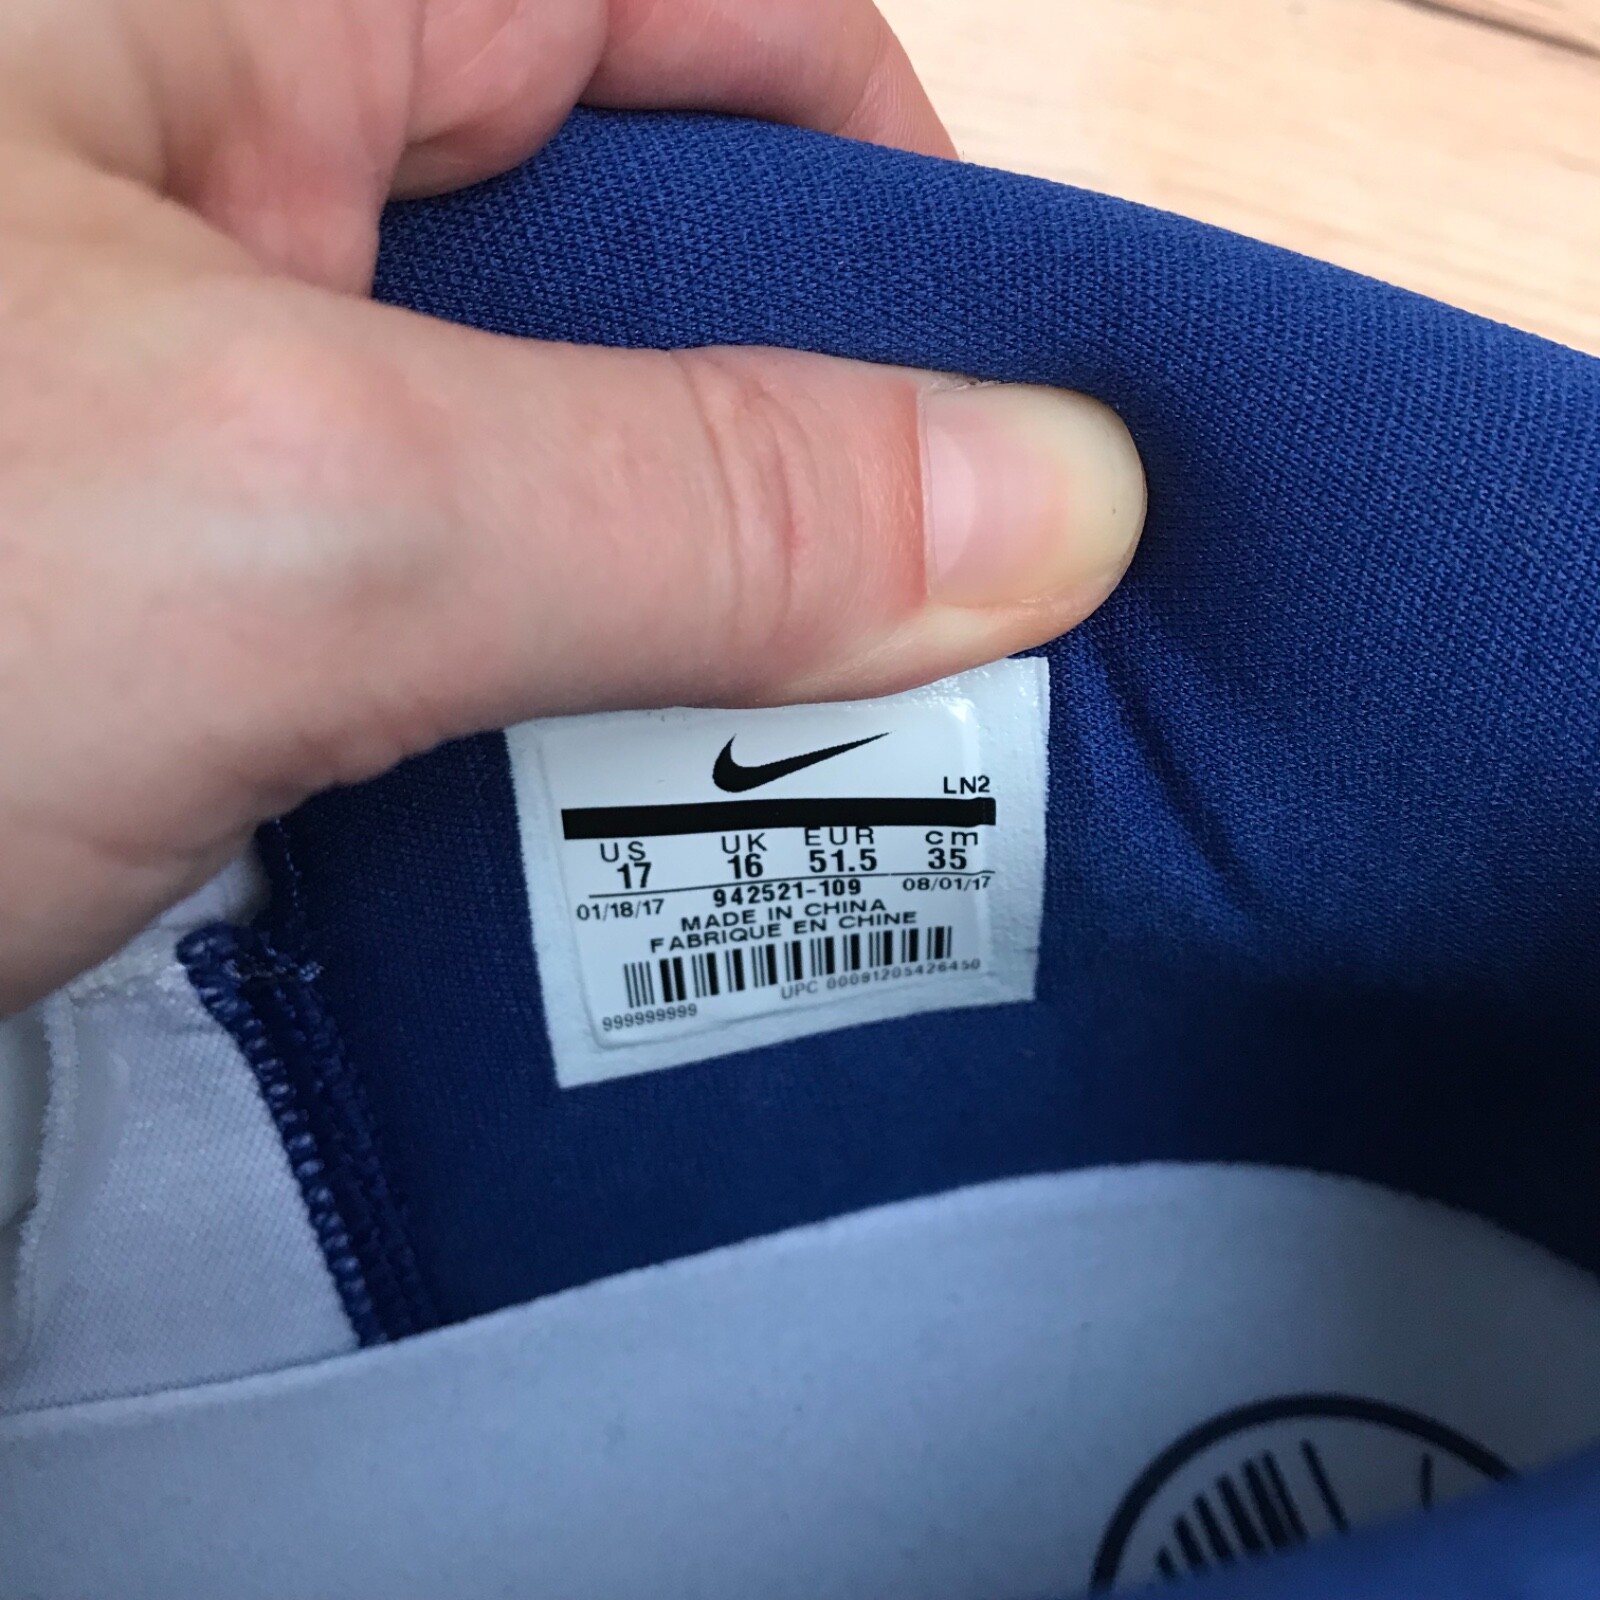 LN2
US UK EUR cm
17 16 51.5 35
942521-109
01/18/17 08/01/17
MADE IN CHINA
FABRIQUE EN CHINE
UPC 00091205426450
999999999